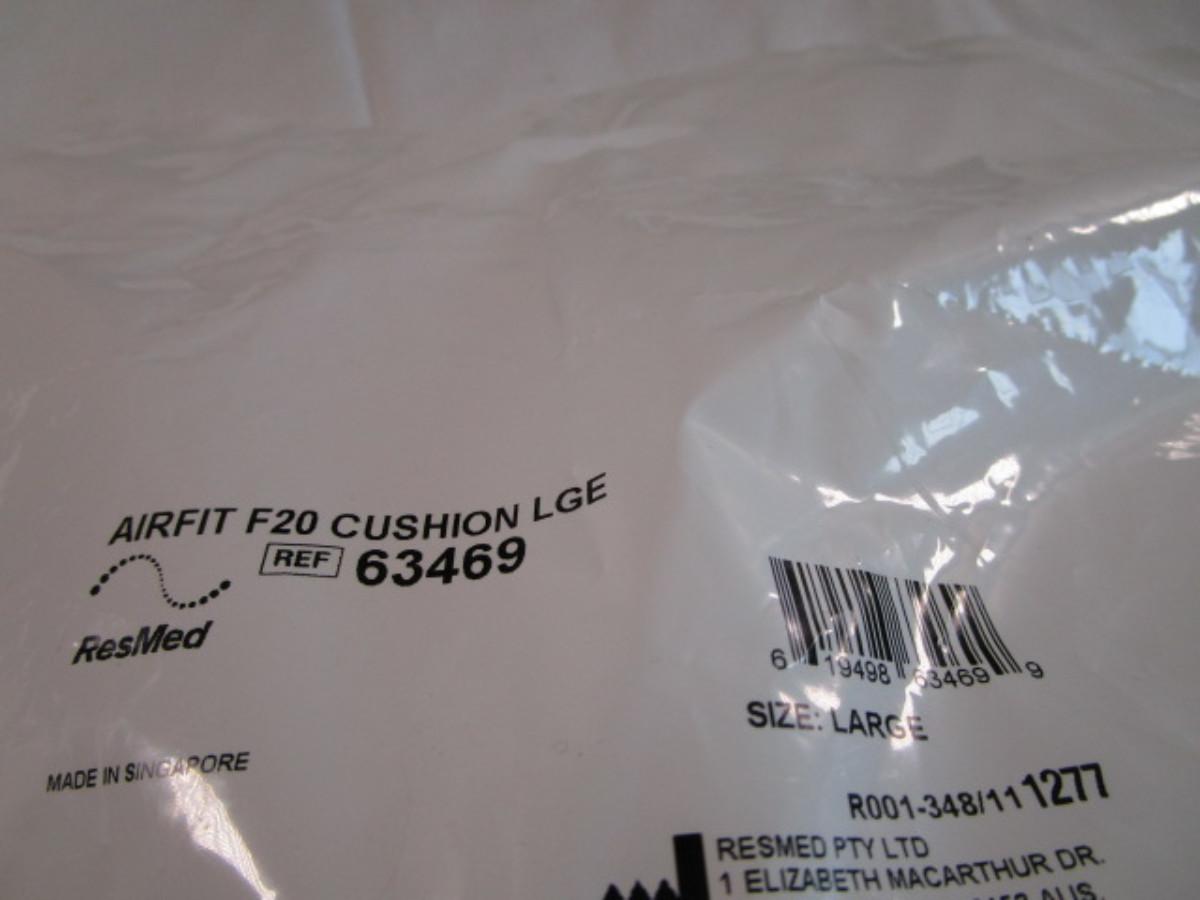 AIRFIT F20 CUSHION LGE
REF 63469
ResMed
MADE IN SINGAPORE
6 19498 63469 9
SIZE: LARGE
R001-348/11 1277
RESMED PTY LTD
1 ELIZABETH MACARTHUR DR.
AUS.